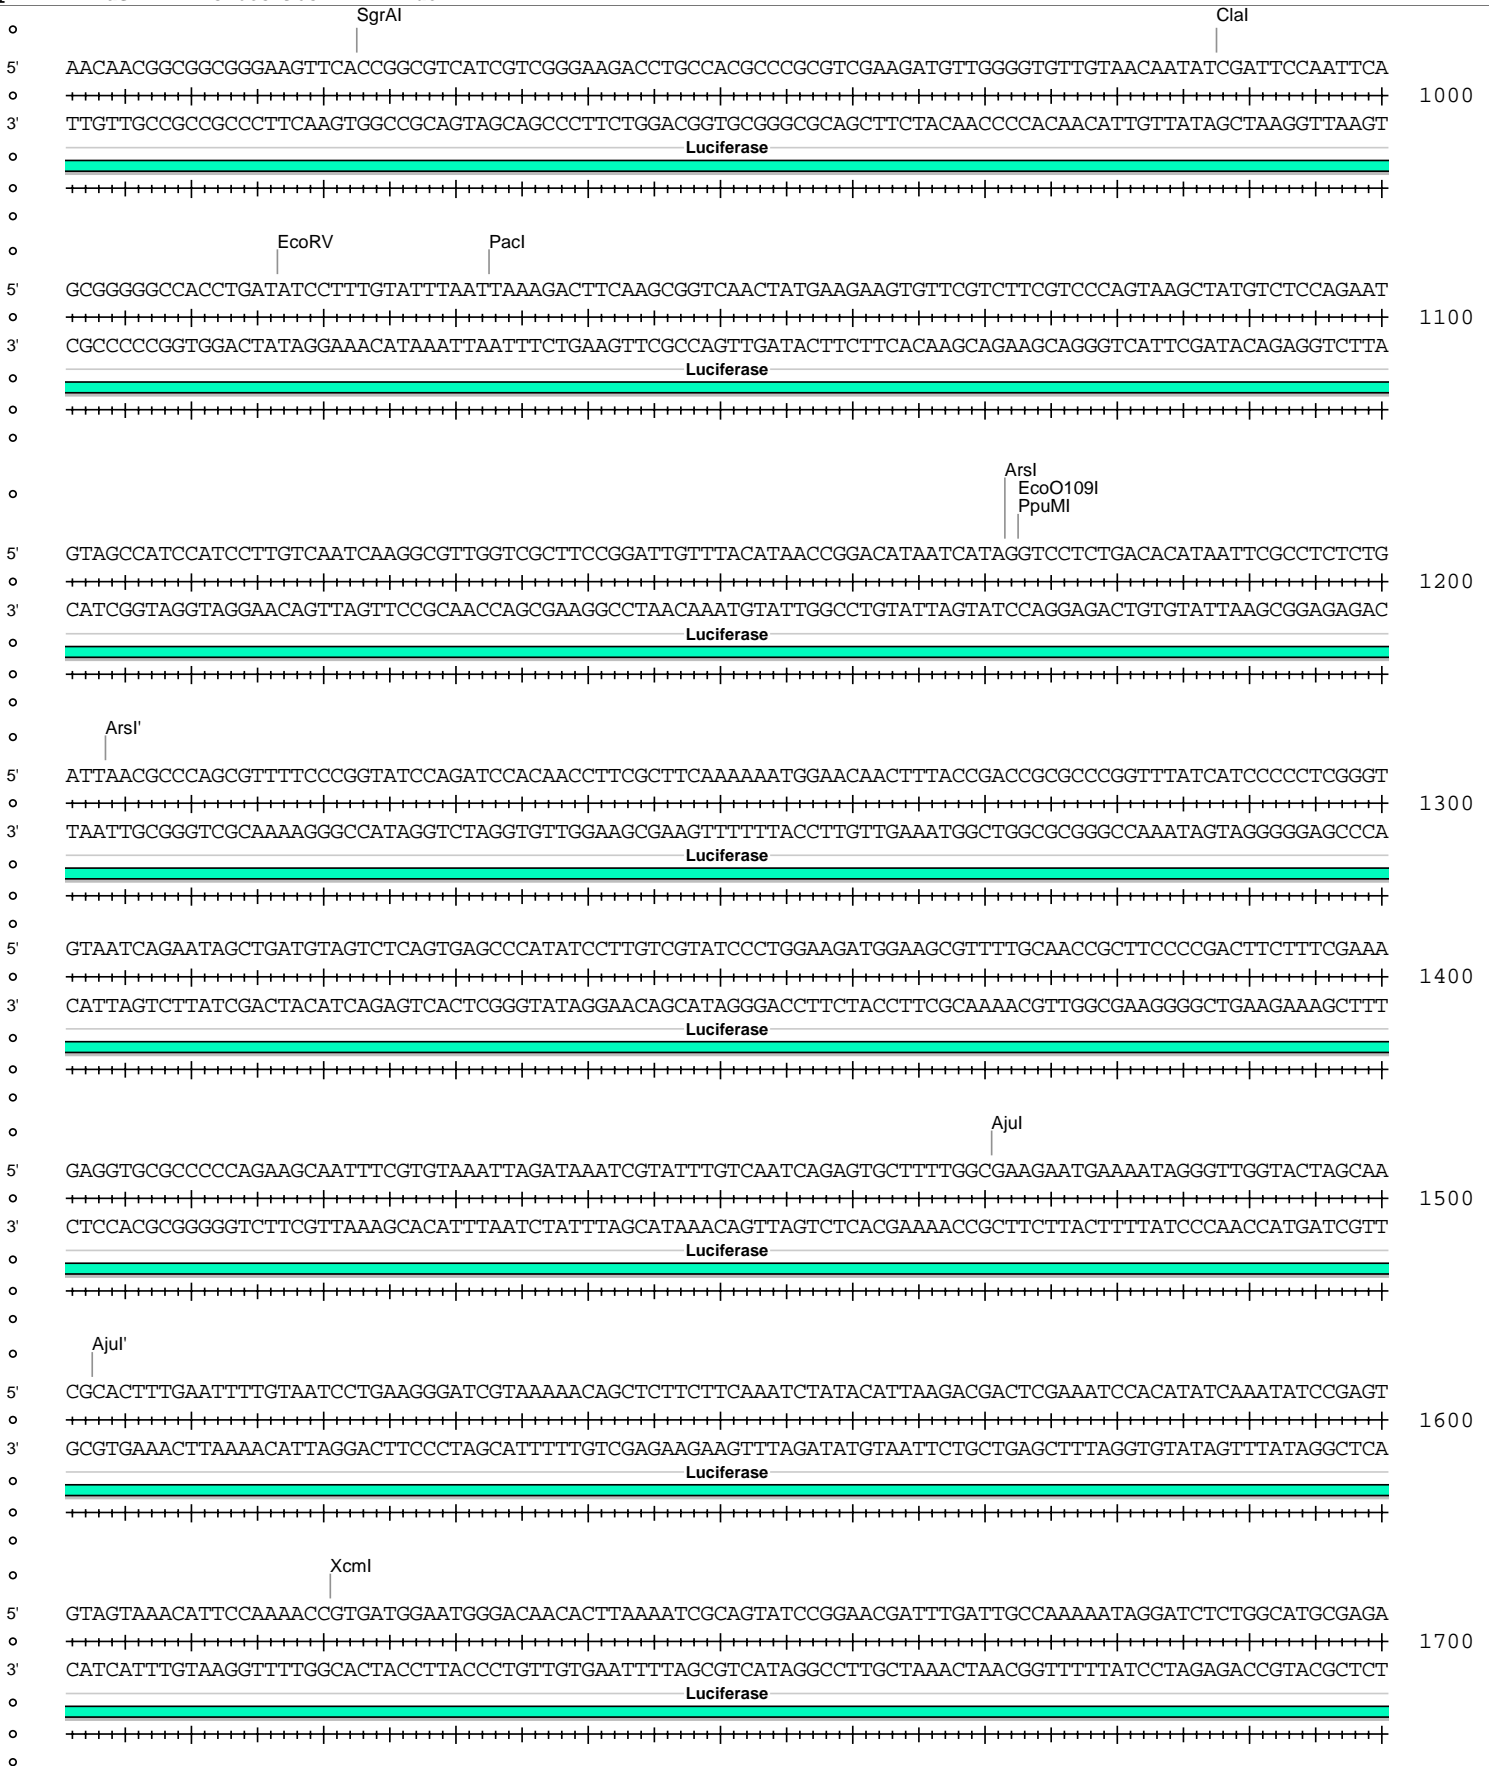 SgrAI ClaI
5' AACAACGGCGGCGGGAAGTTCACCGGCGTCATCGTCGGGAAGACCTGCCACGCCCGCGTCGAAGATGTTGGGGTGTTGTAACAATATCGATTCCAATTCA
1000
3' TTGTTGCCGCCGCCCTTCAAGTGGCCGCAGTAGCAGCCCTTCTGGACGGTGCGGGCGCAGCTTCTACAACCCCACAACATTGTTATAGCTAAGGTTAAGT
Luciferase
EcoRV PacI
5' GCGGGGGCCACCTGATATCCTTTGTATTTAATTAAAGACTTCAAGCGGTCAACTATGAAGAAGTGTTCGTCTTCGTCCCAGTAAGCTATGTCTCCAGAAT
1100
3' CGCCCCCGGTGGACTATAGGAAACATAAATTAATTTCTGAAGTTCGCCAGTTGATACTTCTTCACAAGCAGAAGCAGGGTCATTCGATACAGAGGTCTTA
Luciferase
ArsI
EcoO109I
PpuMI
5' GTAGCCATCCATCCTTGTCAATCAAGGCGTTGGTCGCTTCCGGATTGTTTACATAACCGGACATAATCATAGGTCCTCTGACACATAATTCGCCTCTCTG
1200
3' CATCGGTAGGTAGGAACAGTTAGTTCCGCAACCAGCGAAGGCCTAACAAATGTATTGGCCTGTATTAGTATCCAGGAGACTGTGTATTAAGCGGAGAGAC
Luciferase
ArsI'
5' ATTAACGCCCAGCGTTTTCCCGGTATCCAGATCCACAACCTTCGCTTCAAAAAATGGAACAACTTTACCGACCGCGCCCGGTTTATCATCCCCCTCGGGT
1300
3' TAATTGCGGGTCGCAAAAGGGCCATAGGTCTAGGTGTTGGAAGCGAAGTTTTTTACCTTGTTGAAATGGCTGGCGCGGGCCAAATAGTAGGGGGAGCCCA
Luciferase
5' GTAATCAGAATAGCTGATGTAGTCTCAGTGAGCCCATATCCTTGTCGTATCCCTGGAAGATGGAAGCGTTTTGCAACCGCTTCCCCGACTTCTTTCGAAA
1400
3' CATTAGTCTTATCGACTACATCAGAGTCACTCGGGTATAGGAACAGCATAGGGACCTTCTACCTTCGCAAAACGTTGGCGAAGGGGCTGAAGAAAGCTTT
Luciferase
AjuI
5' GAGGTGCGCCCCCAGAAGCAATTTCGTGTAAATTAGATAAATCGTATTTGTCAATCAGAGTGCTTTTGGCGAAGAATGAAAATAGGGTTGGTACTAGCAA
1500
3' CTCCACGCGGGGGTCTTCGTTAAAGCACATTTAATCTATTTAGCATAAACAGTTAGTCTCACGAAAACCGCTTCTTACTTTTATCCCAACCATGATCGTT
Luciferase
AjuI'
5' CGCACTTTGAATTTTGTAATCCTGAAGGGATCGTAAAAACAGCTCTTCTTCAAATCTATACATTAAGACGACTCGAAATCCACATATCAAATATCCGAGT
1600
3' GCGTGAAACTTAAAACATTAGGACTTCCCTAGCATTTTTGTCGAGAAGAAGTTTAGATATGTAATTCTGCTGAGCTTTAGGTGTATAGTTTATAGGCTCA
Luciferase
XcmI
5' GTAGTAAACATTCCAAAACCGTGATGGAATGGGACAACACTTAAAATCGCAGTATCCGGAACGATTTGATTGCCAAAAATAGGATCTCTGGCATGCGAGA
1700
3' CATCATTTGTAAGGTTTTGGCACTACCTTACCCTGTTGTGAATTTTAGCGTCATAGGCCTTGCTAAACTAACGGTTTTTATCCTAGAGACCGTACGCTCT
Luciferase